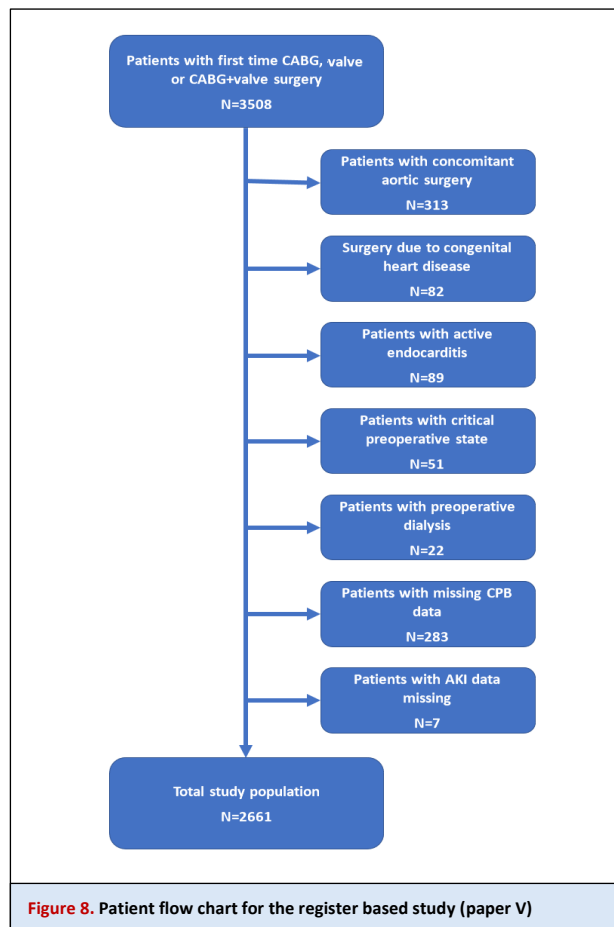 Patients with first time CABG, valve
or CABG+valve surgery
N=3508
Patients with concomitant
aortic surgery
N=313
Surgery due to congenital
heart disease
N=82
Patients with active
endocarditis
N=89
Patients with critical
preoperative state
N=51
Patients with preoperative
dialysis
N=22
Patients with missing CPB
data
N=283
Patients with AKI data
missing
N=7
Total study population
N=2661
Figure 8. Patient flow chart for the register based study (paper V)